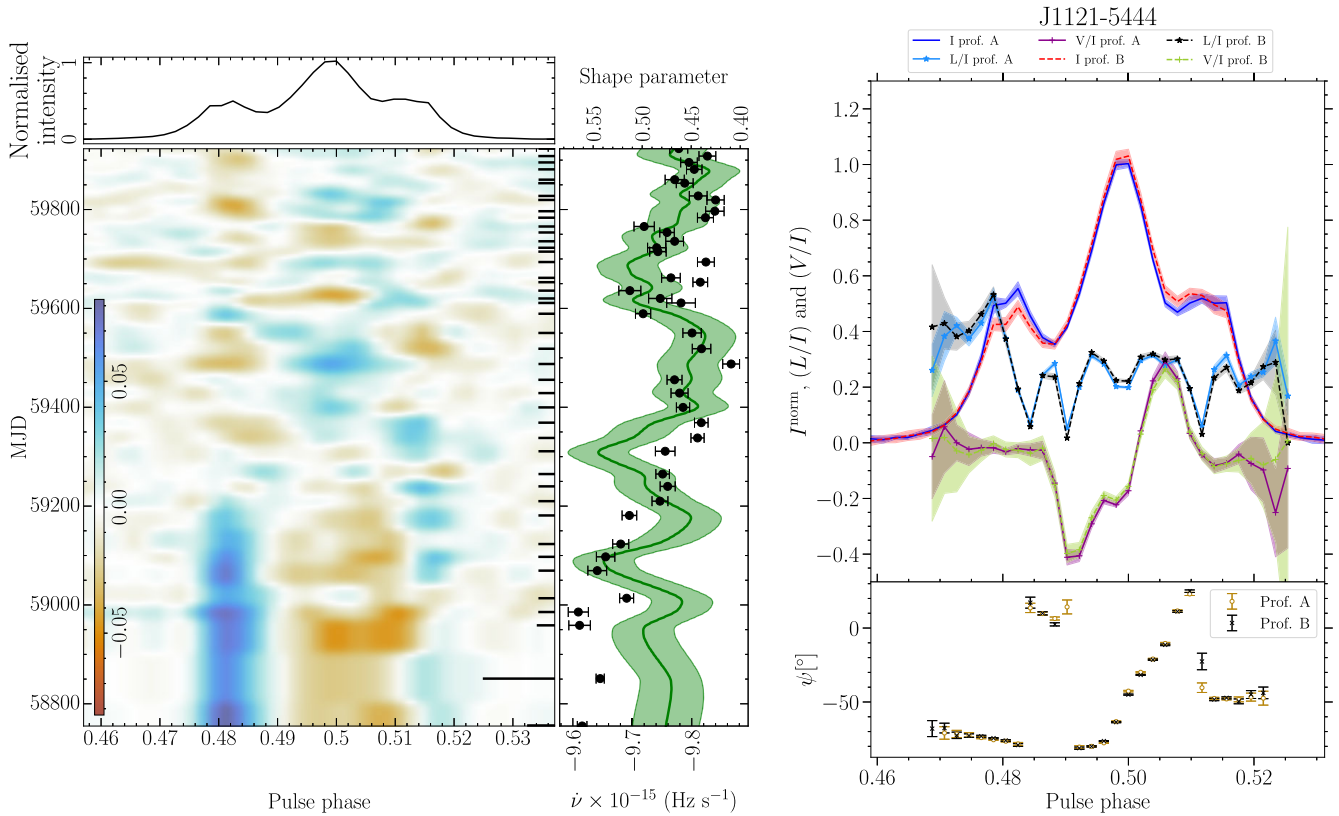 J1121-5444
I prof. A
V/I prof. A
L/I prof. B
L/I prof. A
I prof. B
V/I prof. B
Normalised
intensity
0
1
Shape parameter
0.55
0.50
0.45
0.40
MJD
59800
59600
59400
59200
59000
58800
0.05
0.00
−0.05
0.46
0.47
0.48
0.49
0.5
0.51
0.52
0.53
Pulse phase
−9.6
−9.7
−9.8
ν̇ × 10⁻¹⁵ (Hz s⁻¹)
I^norm, (L/I) and (V/I)
1.2
1.0
0.8
0.6
0.4
0.2
0.0
−0.2
−0.4
ψ[°]
0
−50
Prof. A
Prof. B
0.46
0.48
0.50
0.52
Pulse phase